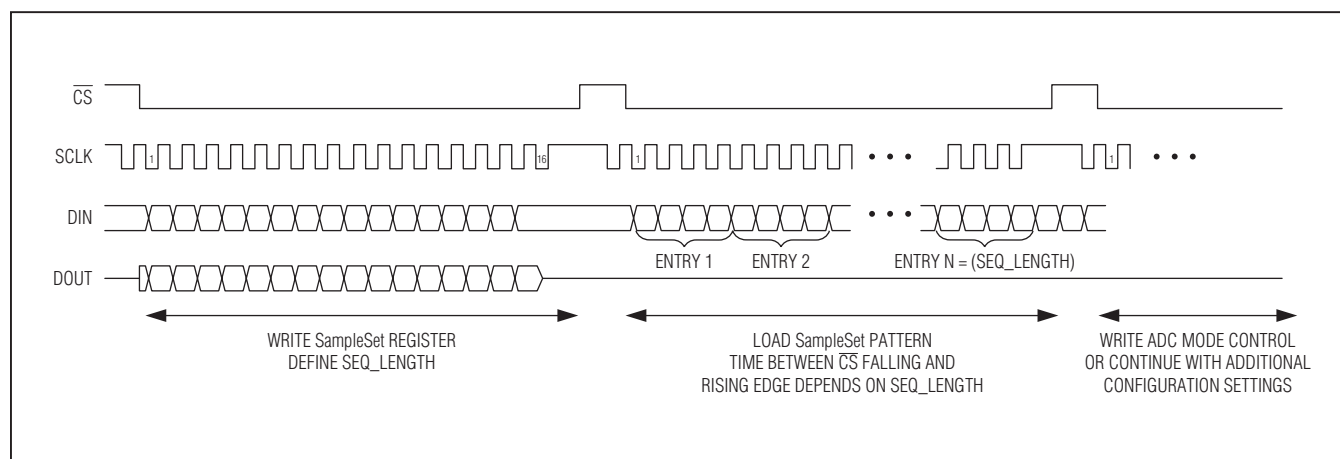 CS
SCLK
1
16
1
1
DIN
ENTRY 1
ENTRY 2
ENTRY N = (SEQ_LENGTH)
DOUT
WRITE SampleSet REGISTER
DEFINE SEQ_LENGTH
LOAD SampleSet PATTERN
TIME BETWEEN CS FALLING AND
RISING EDGE DEPENDS ON SEQ_LENGTH
WRITE ADC MODE CONTROL
OR CONTINUE WITH ADDITIONAL
CONFIGURATION SETTINGS